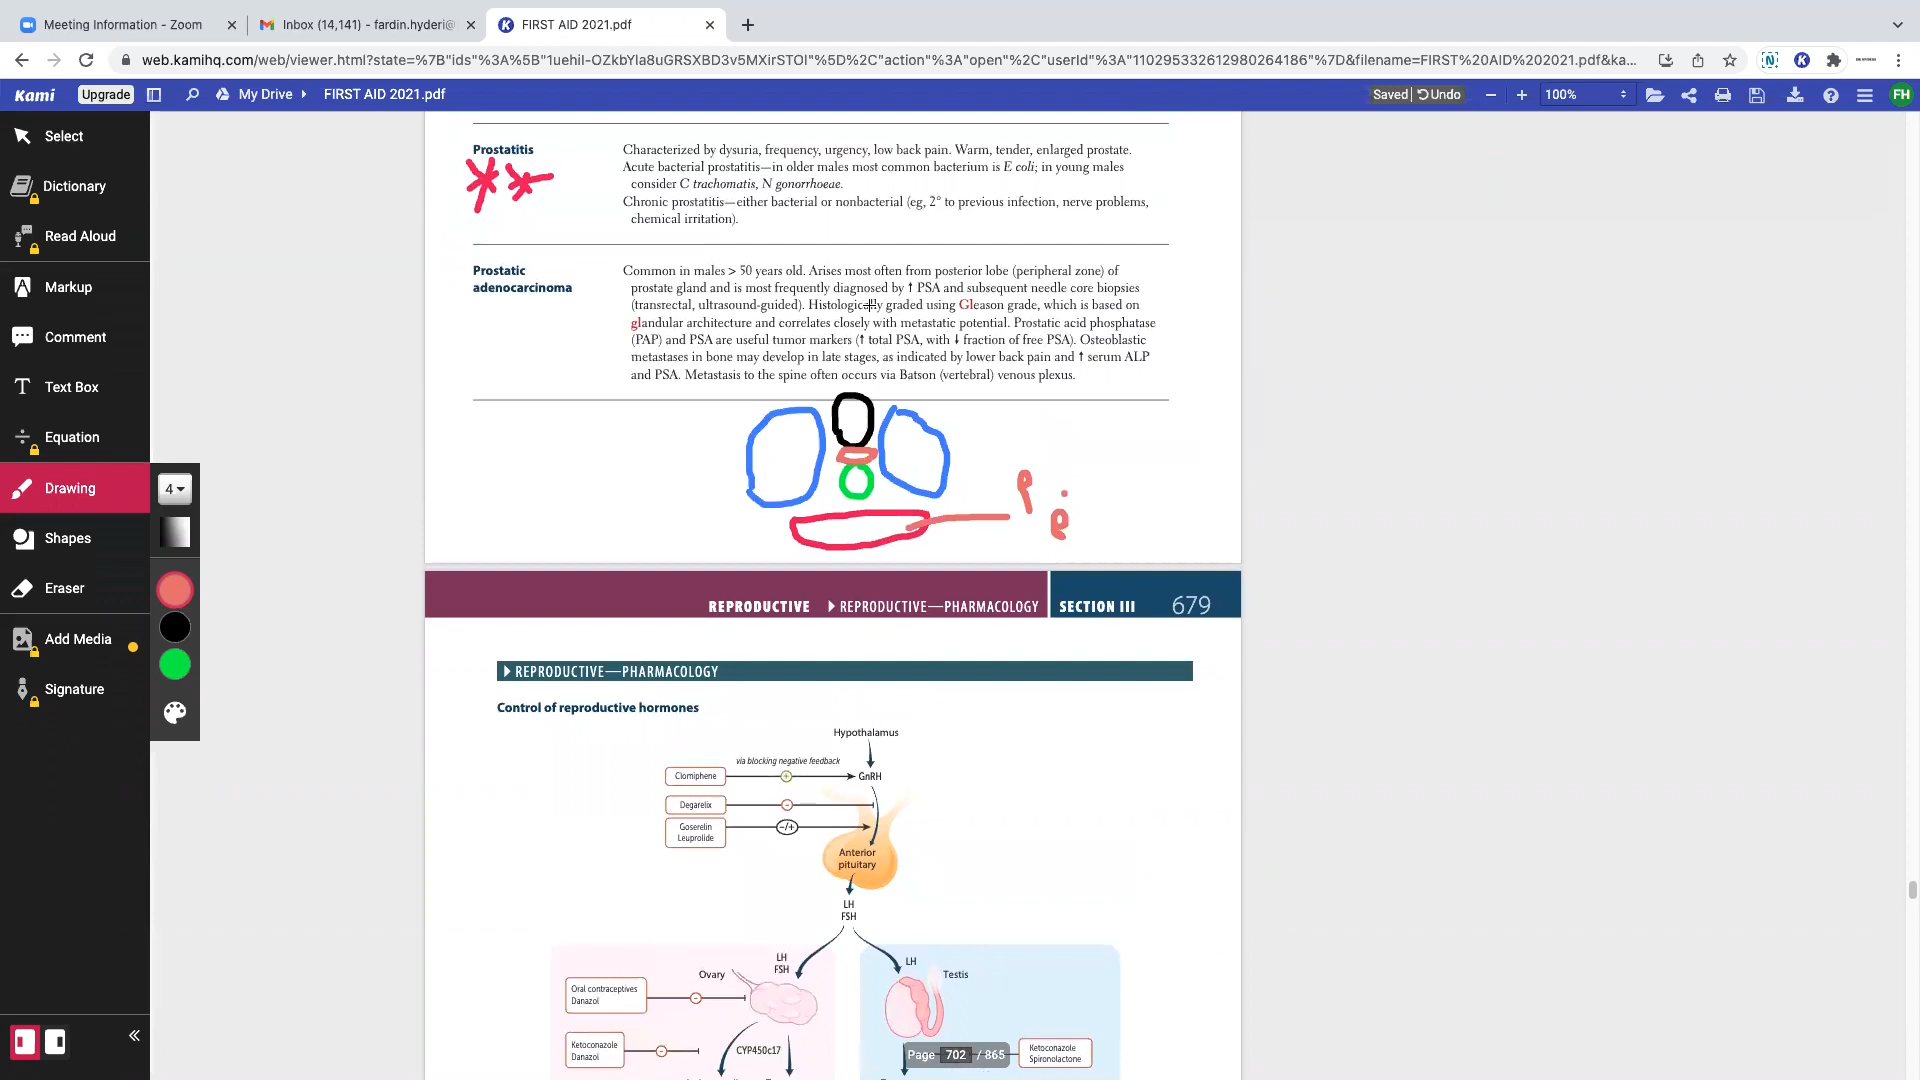 Meeting Information - Zoom
Inbox (14,141) - fardin.hyderi@
FIRST AID 2021.pdf
web.kamihq.com/web/viewer.html?state=%7B"ids"%3A%5B"1uehiI-OZkbYla8uGRSXBD3v5MXirSTOl"%5D%2C"action"%3A"open"%2C"userId"%3A"110295332612980264186"%7D&filename=FIRST%20AID%202021.pdf&ka...
Kami
Upgrade
My Drive
FIRST AID 2021.pdf
Saved
Undo
100%
FH
Select
Dictionary
Read Aloud
Markup
Comment
Text Box
Equation
Drawing
4
Shapes
Eraser
Add Media
Signature
Prostatitis
Characterized by dysuria, frequency, urgency, low back pain. Warm, tender, enlarged prostate.
Acute bacterial prostatitis—in older males most common bacterium is E coli; in young males
consider C trachomatis, N gonorrhoeae.
Chronic prostatitis—either bacterial or nonbacterial (eg, 2° to previous infection, nerve problems,
chemical irritation).
Prostatic
adenocarcinoma
Common in males > 50 years old. Arises most often from posterior lobe (peripheral zone) of
prostate gland and is most frequently diagnosed by ↑ PSA and subsequent needle core biopsies
(transrectal, ultrasound-guided). Histologically graded using Gleason grade, which is based on
glandular architecture and correlates closely with metastatic potential. Prostatic acid phosphatase
(PAP) and PSA are useful tumor markers (↑ total PSA, with ↓ fraction of free PSA). Osteoblastic
metastases in bone may develop in late stages, as indicated by lower back pain and ↑ serum ALP
and PSA. Metastasis to the spine often occurs via Batson (vertebral) venous plexus.
REPRODUCTIVE
REPRODUCTIVE—PHARMACOLOGY
SECTION III
679
REPRODUCTIVE—PHARMACOLOGY
Control of reproductive hormones
Hypothalamus
via blocking negative feedback
Clomiphene
+
GnRH
Degarelix
−
Goserelin
Leuprolide
−/+
Anterior
pituitary
LH
FSH
LH
FSH
Ovary
LH
Testis
Oral contraceptives
Danazol
−
Ketoconazole
Danazol
−
CYP450c17
Ketoconazole
Spironolactone
Page 702 / 865